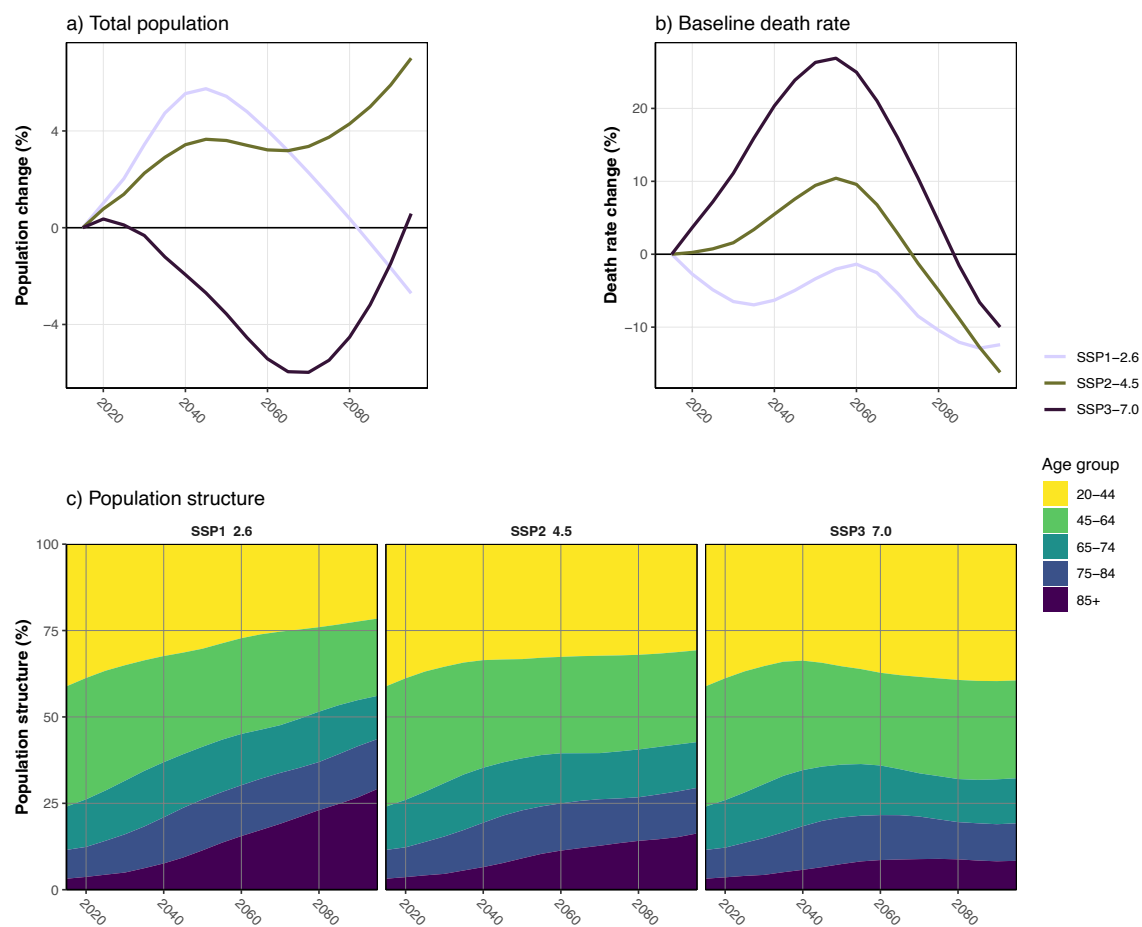 a) Total population
Population change (%)
4
0
−4
2020
2040
2060
2080
b) Baseline death rate
Death rate change (%)
20
10
0
−10
2020
2040
2060
2080
SSP1−2.6
SSP2−4.5
SSP3−7.0
Age group
20−44
45−64
65−74
75−84
85+
c) Population structure
SSP1 2.6
SSP2 4.5
SSP3 7.0
Population structure (%)
100
75
50
25
0
2020
2040
2060
2080
2020
2040
2060
2080
2020
2040
2060
2080